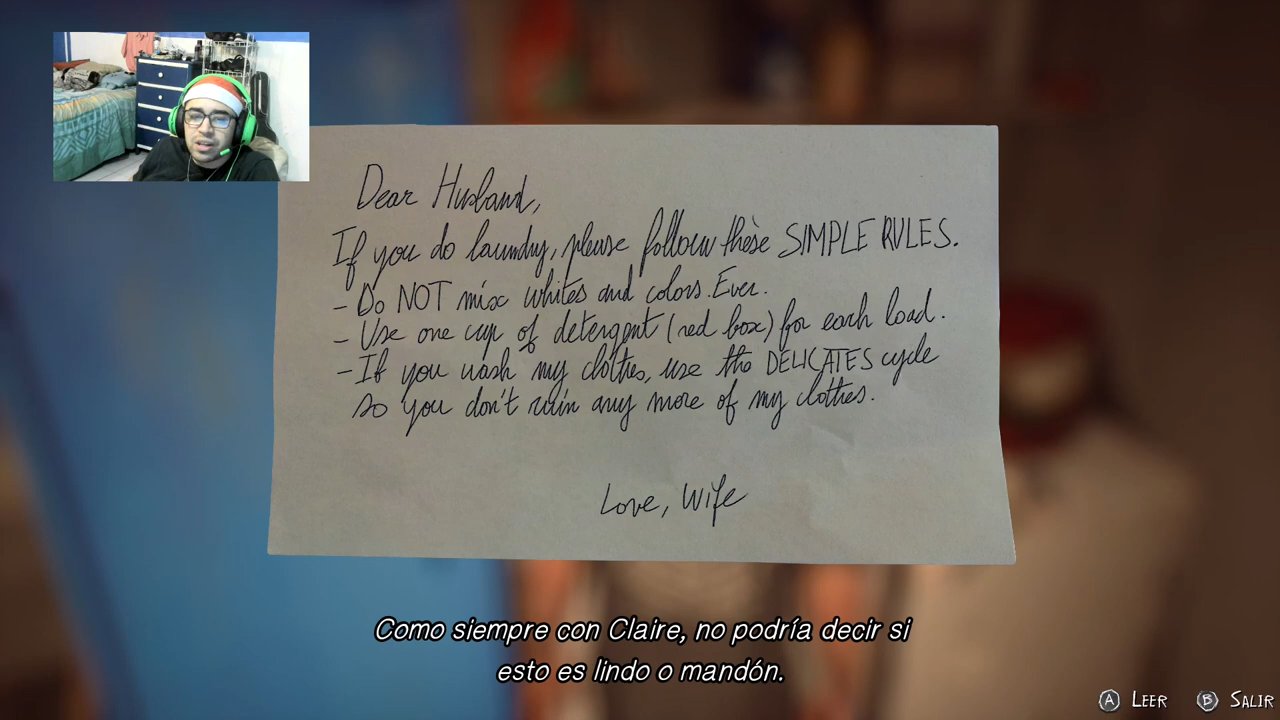 Dear Husband,
If you do laundry, please follow these SIMPLE RULES.
- Do NOT mix whites and colors. Ever.
- Use one cup of detergent (red box) for each load.
- If you wash my clothes, use the DELICATES cycle
so you don't ruin any more of my clothes.
Love, Wife
Como siempre con Claire, no podría decir si
esto es lindo o mandón.
A LEER B SALIR